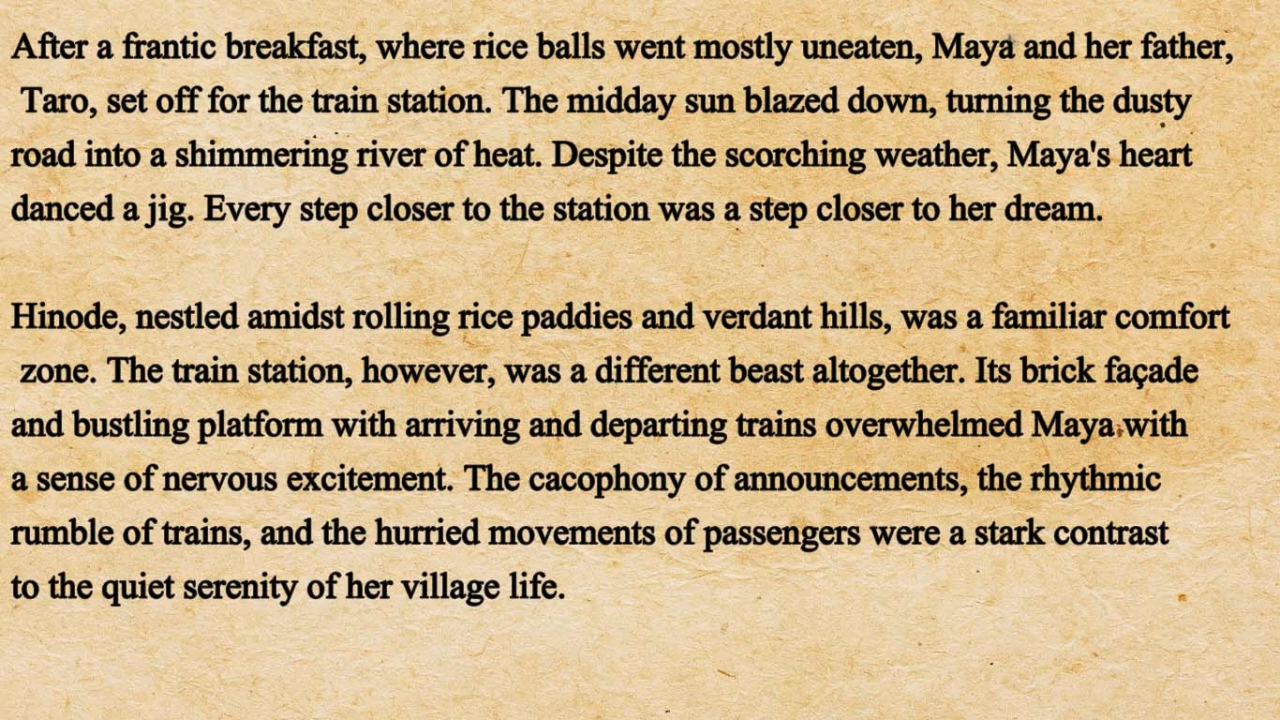 After a frantic breakfast, where rice balls went mostly uneaten, Maya and her father,
Taro, set off for the train station. The midday sun blazed down, turning the dusty
road into a shimmering river of heat. Despite the scorching weather, Maya's heart
danced a jig. Every step closer to the station was a step closer to her dream.
Hinode, nestled amidst rolling rice paddies and verdant hills, was a familiar comfort
zone. The train station, however, was a different beast altogether. Its brick façade
and bustling platform with arriving and departing trains overwhelmed Maya with
a sense of nervous excitement. The cacophony of announcements, the rhythmic
rumble of trains, and the hurried movements of passengers were a stark contrast
to the quiet serenity of her village life.